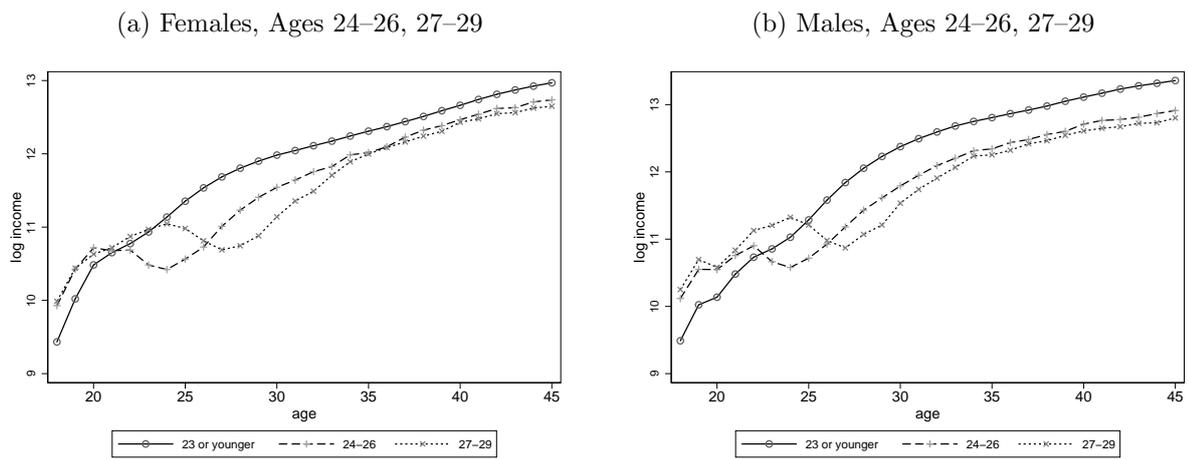 (a) Females, Ages 24–26, 27–29
13
12
11
10
9
log income
20 25 30 35 40 45
age
23 or younger 24–26 27–29
(b) Males, Ages 24–26, 27–29
13
12
11
10
9
log income
20 25 30 35 40 45
age
23 or younger 24–26 27–29